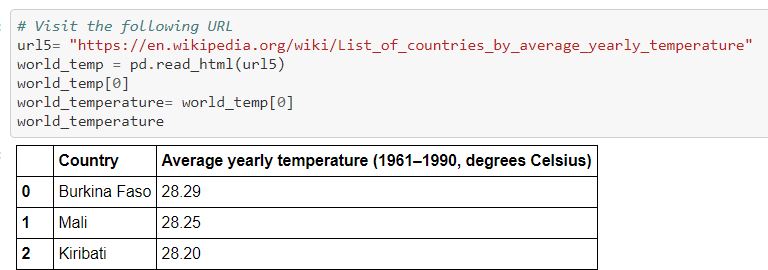 # Visit the following URL
url5= "https://en.wikipedia.org/wiki/List_of_countries_by_average_yearly_temperature"
world_temp = pd.read_html(url5)
world_temp[0]
world_temperature= world_temp[0]
world_temperature
Country Average yearly temperature (1961–1990, degrees Celsius)
0 Burkina Faso 28.29
1 Mali 28.25
2 Kiribati 28.20